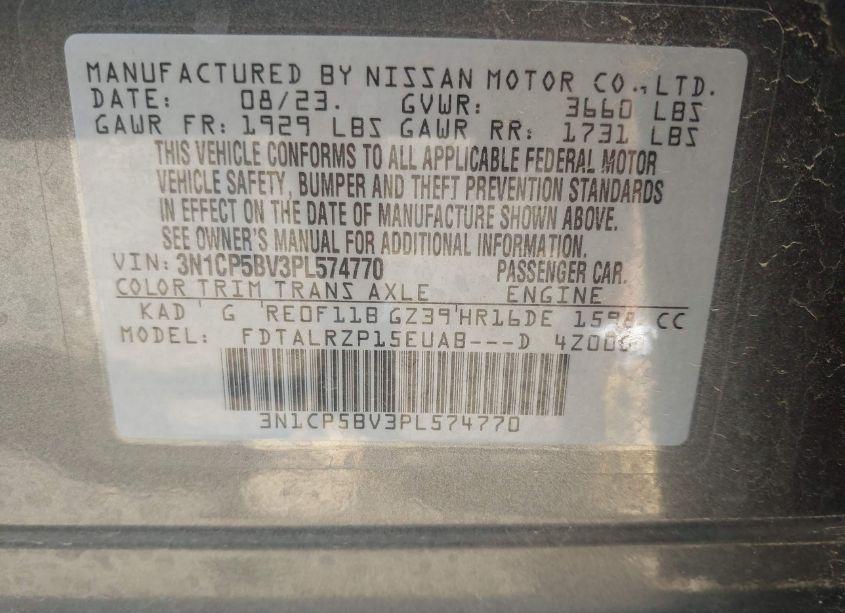 MANUFACTURED BY NISSAN MOTOR CO.,LTD.
DATE: 08/23. GVWR: 3660 LBS
GAWR FR: 1929 LBS GAWR RR: 1731 LBS
THIS VEHICLE CONFORMS TO ALL APPLICABLE FEDERAL MOTOR
VEHICLE SAFETY, BUMPER AND THEFT PREVENTION STANDARDS
IN EFFECT ON THE DATE OF MANUFACTURE SHOWN ABOVE.
SEE OWNER'S MANUAL FOR ADDITIONAL INFORMATION.
VIN: 3N1CP5BV3PL574770 PASSENGER CAR.
COLOR TRIM TRANS AXLE ENGINE
KAD G RE0F11B GZ39 HR16DE 1598 CC
MODEL: FDTALRZP15EUAB---D
3N1CP5BV3PL574770